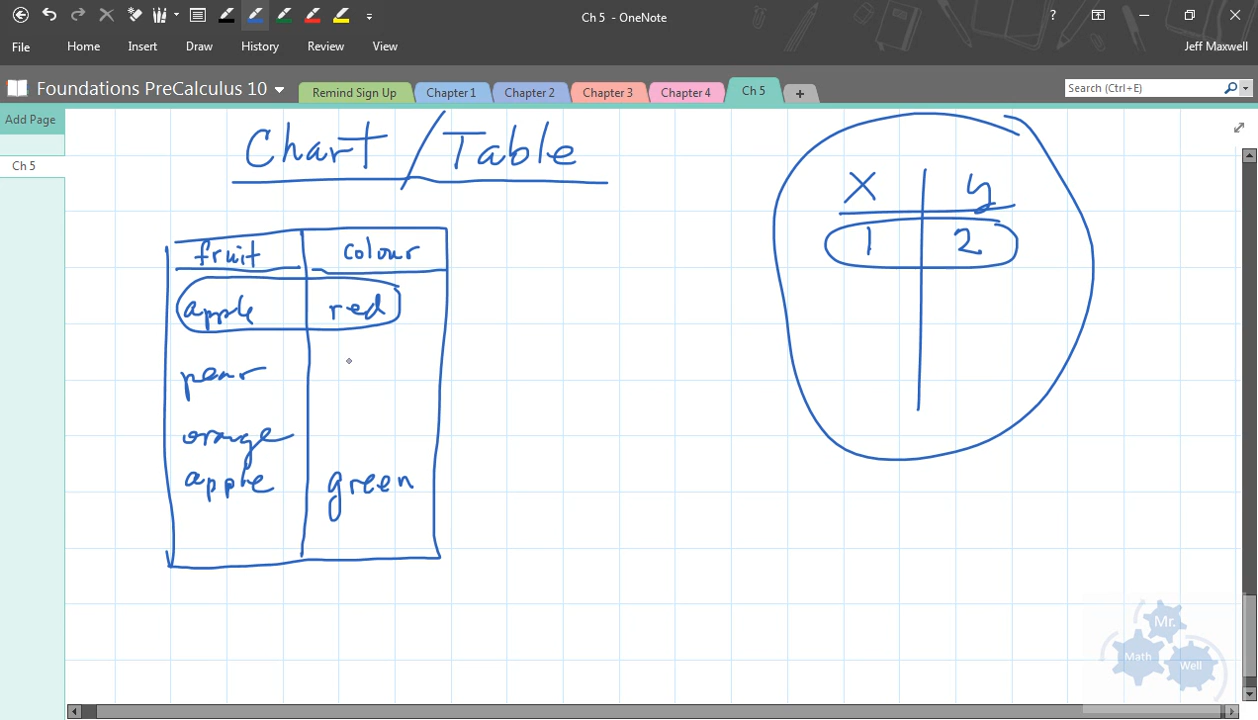 Ch 5 - OneNote
?
File
Home
Insert
Draw
History
Review
View
Jeff Maxwell
Foundations PreCalculus 10
Remind Sign Up
Chapter 1
Chapter 2
Chapter 3
Chapter 4
Ch 5
+
Search (Ctrl+E)
Add Page
Ch 5
Chart / Table
fruit colour
apple red
pear
orange
apple green
x y
1 2
Mr.
Math
Well